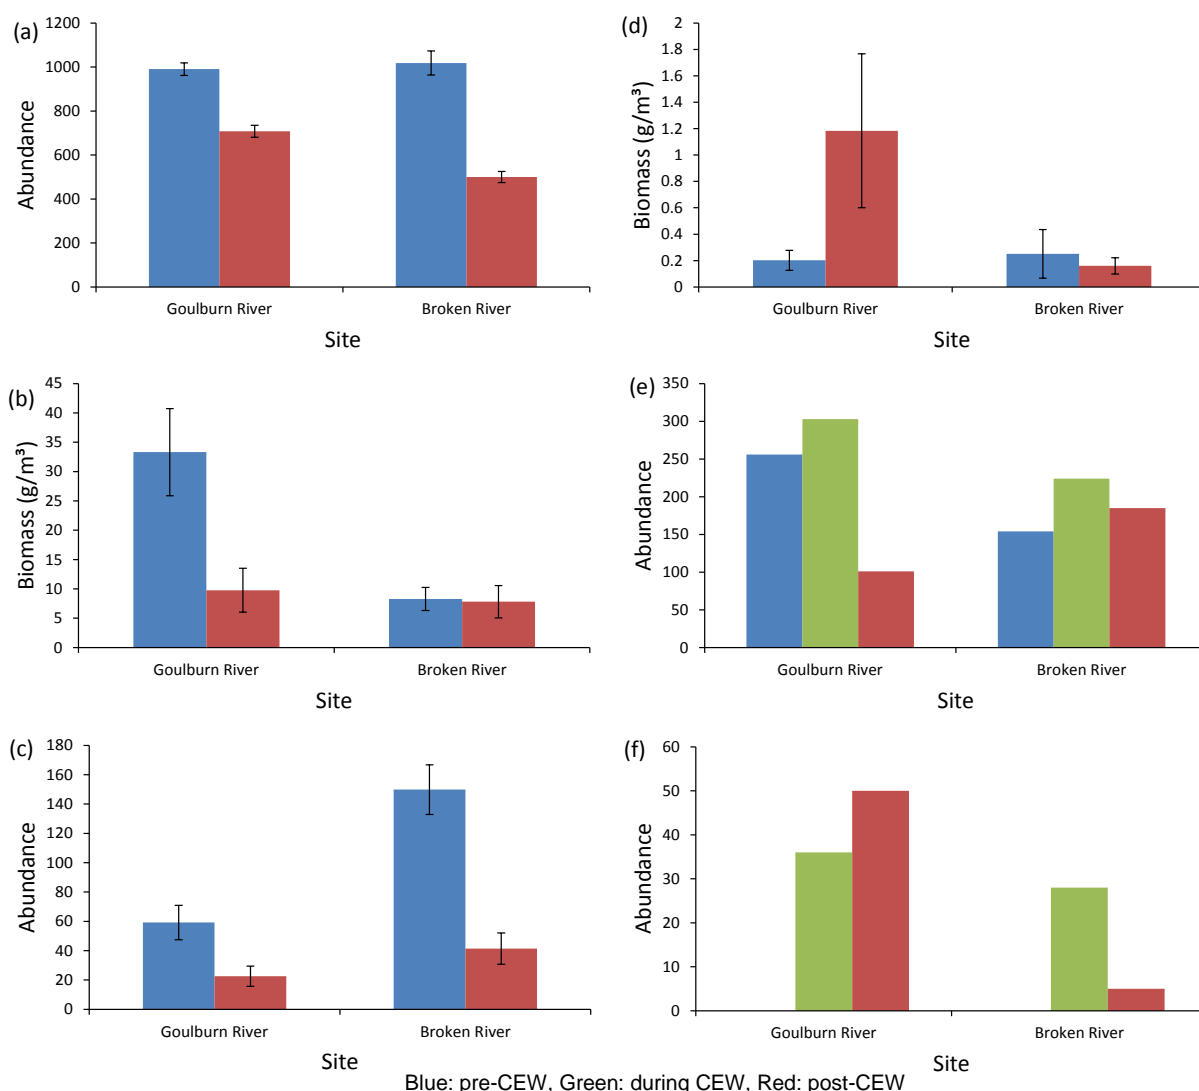 (a)
Abundance
1200
1000
800
600
400
200
0
Goulburn River Broken River
Site
(d)
Biomass (g/m³)
2
1.8
1.6
1.4
1.2
1
0.8
0.6
0.4
0.2
0
Goulburn River Broken River
Site
(b)
Biomass (g/m³)
45
40
35
30
25
20
15
10
5
0
Goulburn River Broken River
Site
(e)
Abundance
350
300
250
200
150
100
50
0
Goulburn River Broken River
Site
(c)
Abundance
180
160
140
120
100
80
60
40
20
0
Goulburn River Broken River
Site
(f)
Abundance
60
50
40
30
20
10
0
Goulburn River Broken River
Site
Blue: pre-CEW, Green: during CEW, Red: post-CEW